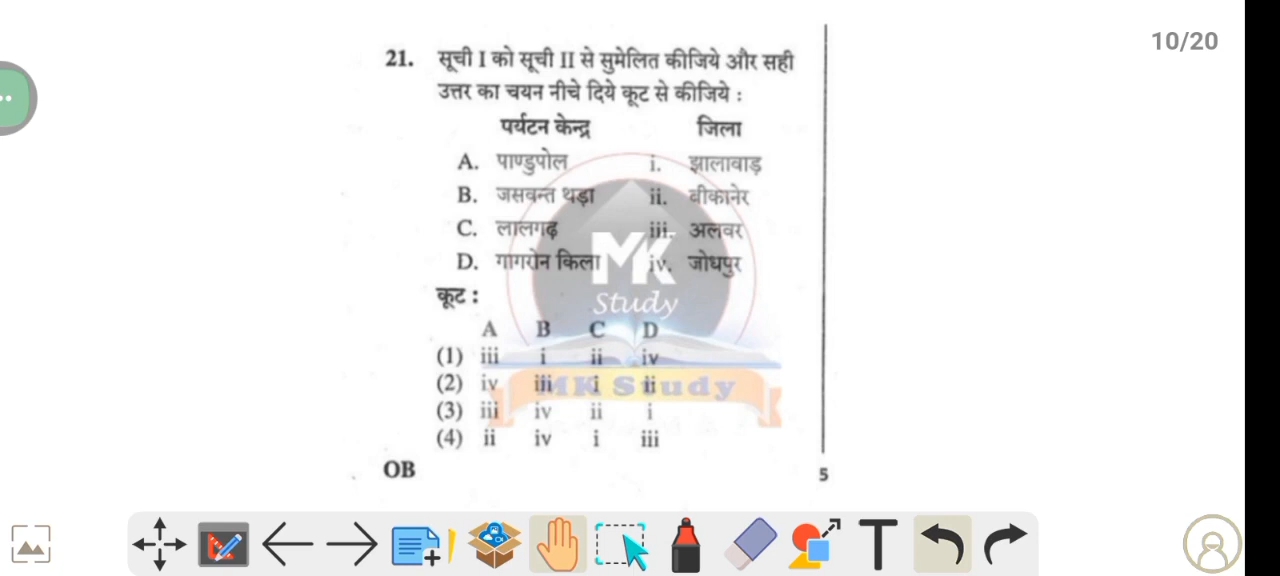 10/20
21. सूची I को सूची II से सुमेलित कीजिये और सही
उत्तर का चयन नीचे दिये कूट से कीजिये :
पर्यटन केन्द्र जिला
A. पाण्डुपोल i. झालावाड़
B. जसवन्त थड़ा ii. बीकानेर
C. लालगढ़ iii. अलवर
D. गागरोन किला iv. जोधपुर
MK
Study
कूट :
A B C D
(1) iii i ii iv
(2) iv iii i ii
MK Study
(3) iii iv ii i
(4) ii iv i iii
OB 5
T